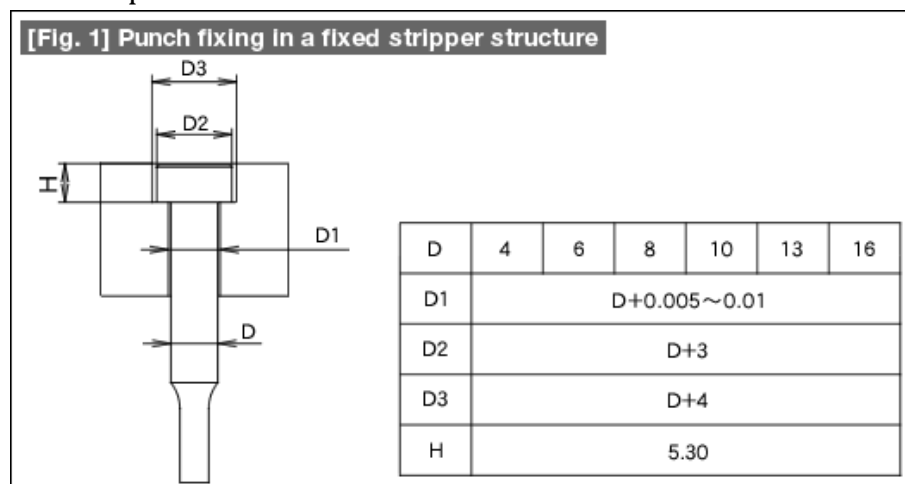 [Fig. 1] Punch fixing in a fixed stripper structure
D3
D2
H
D1
D
D 4 6 8 10 13 16
D1 D+0.005～0.01
D2 D+3
D3 D+4
H 5.30